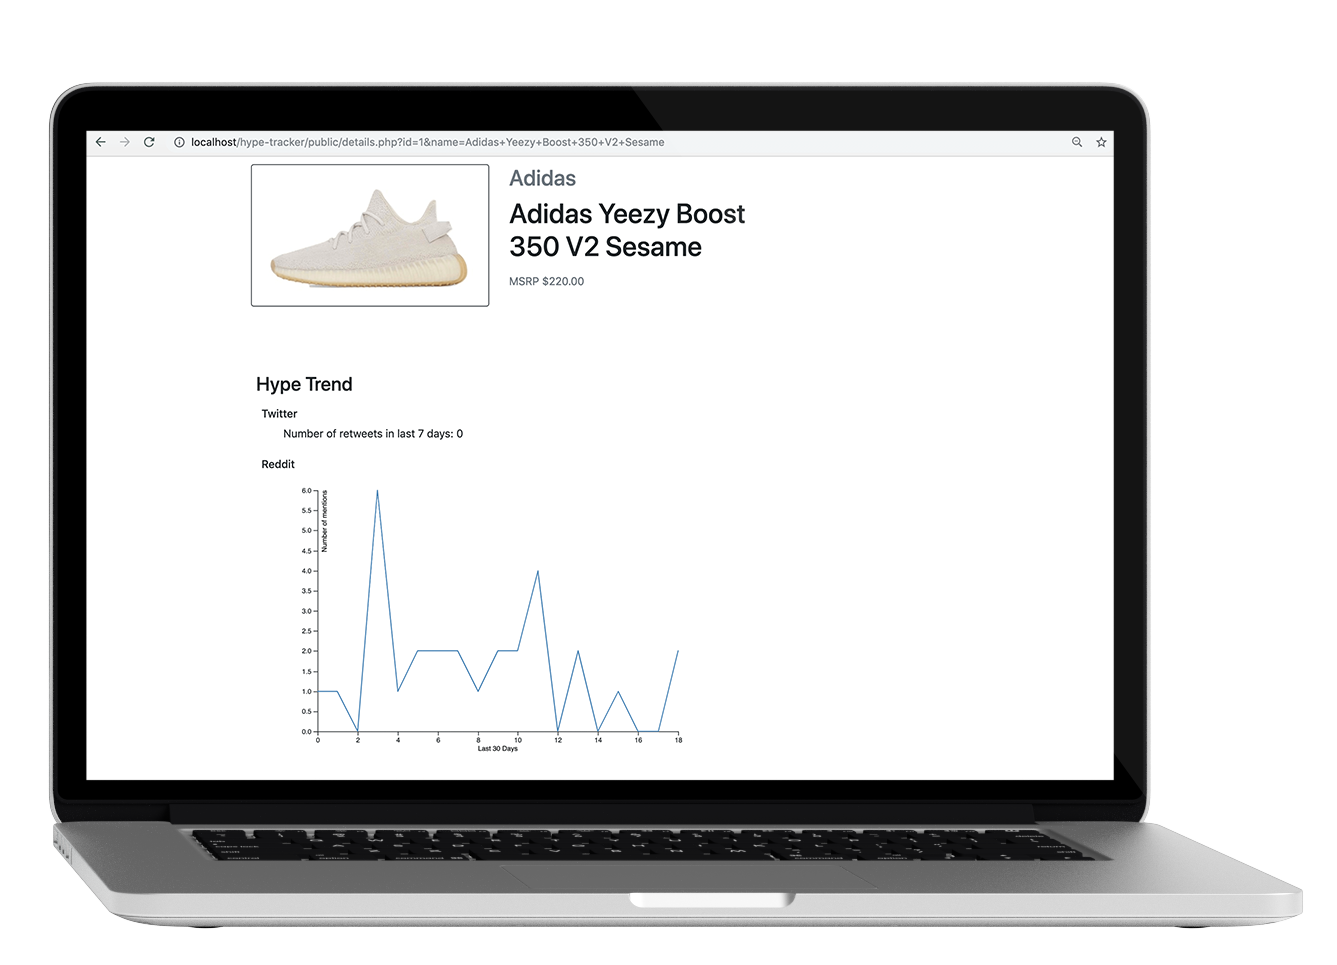 localhost/hype-tracker/public/details.php?id=1&name=Adidas+Yeezy+Boost+350+V2+Sesame
Adidas
Adidas Yeezy Boost
350 V2 Sesame
MSRP $220.00
Hype Trend
Twitter
Number of retweets in last 7 days: 0
Reddit
Number of mentions
6.0
5.5
5.0
4.5
4.0
3.5
3.0
2.5
2.0
1.5
1.0
0.5
0.0
0 2 4 6 8 10 12 14 16 18
Last 30 Days